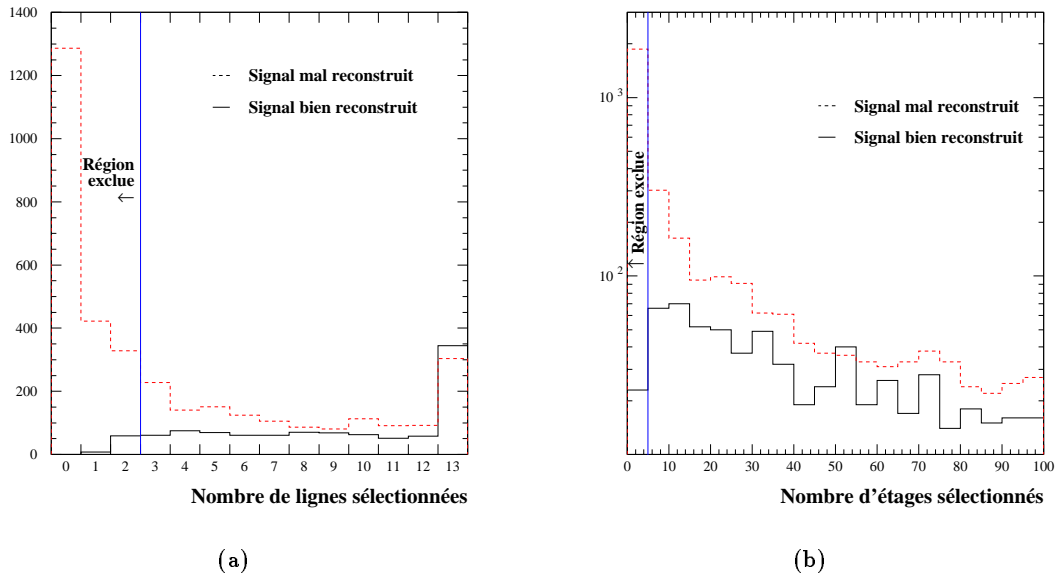 1400
1200
1000
800
600
400
200
0
Signal mal reconstruit
Signal bien reconstruit
Région
exclue
←
0 1 2 3 4 5 6 7 8 9 10 11 12 13
Nombre de lignes sélectionnées
(a)
10³
10²
Signal mal reconstruit
Signal bien reconstruit
Région exclue
←
0 10 20 30 40 50 60 70 80 90 100
Nombre d'étages sélectionnés
(b)